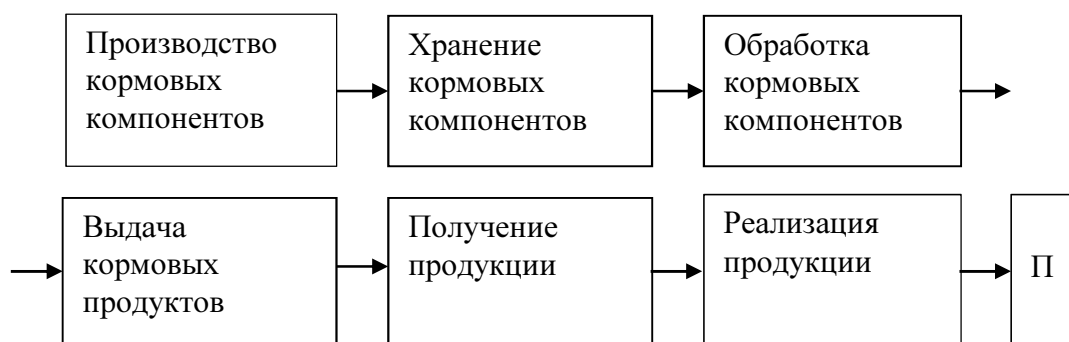 Производство
кормовых
компонентов
Хранение
кормовых
компонентов
Обработка
кормовых
компонентов
Выдача
кормовых
продуктов
Получение
продукции
Реализация
продукции
П